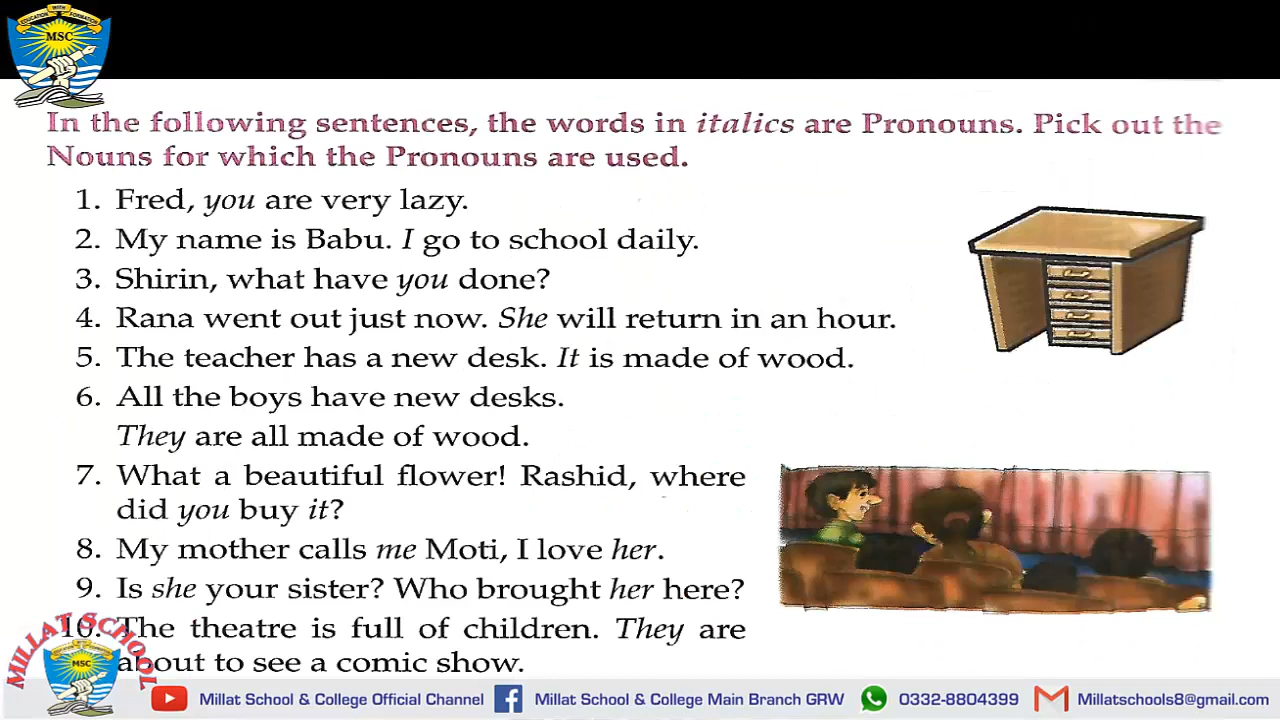 EDUCATION WITH FORMATION
MSC
In the following sentences, the words in italics are Pronouns. Pick out the
Nouns for which the Pronouns are used.
1. Fred, you are very lazy.
2. My name is Babu. I go to school daily.
3. Shirin, what have you done?
4. Rana went out just now. She will return in an hour.
5. The teacher has a new desk. It is made of wood.
6. All the boys have new desks.
They are all made of wood.
7. What a beautiful flower! Rashid, where
did you buy it?
8. My mother calls me Moti, I love her.
9. Is she your sister? Who brought her here?
10. The theatre is full of children. They are
about to see a comic show.
MILLAT SCHOOL
MSC
Millat School & College Official Channel
Millat School & College Main Branch GRW
0332-8804399
Millatschools8@gmail.com